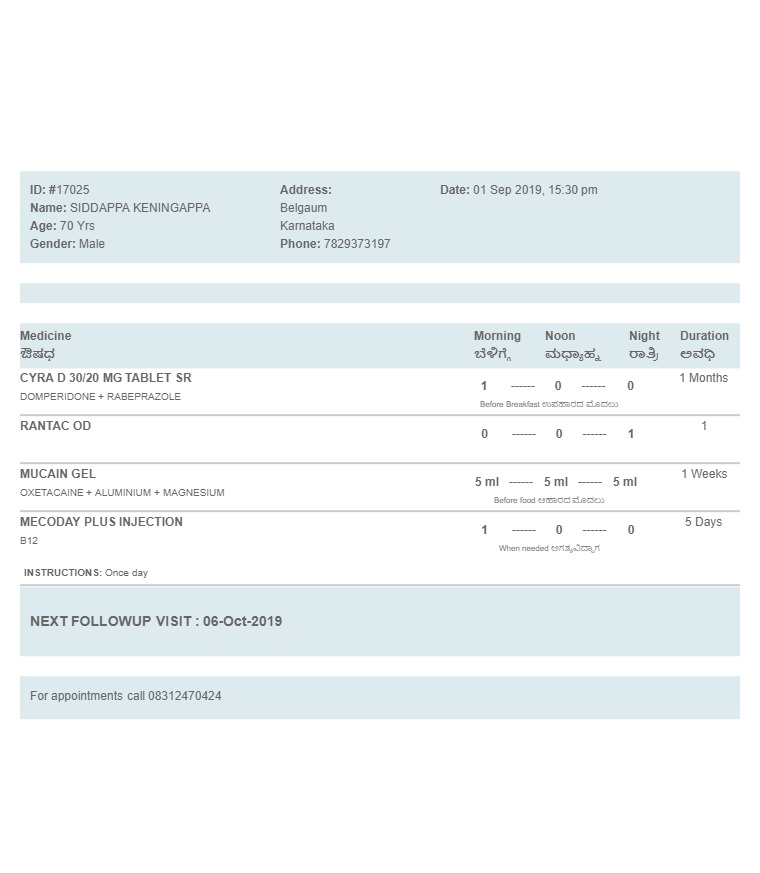 ID: #17025
Name: SIDDAPPA KENINGAPPA
Age: 70 Yrs
Gender: Male
Address:
Belgaum
Karnataka
Phone: 7829373197
Date: 01 Sep 2019, 15:30 pm
Medicine Morning Noon Night Duration
ಔಷಧ ಬೆಳಿಗ್ಗೆ ಮಧ್ಯಾಹ್ನ ರಾತ್ರಿ ಅವಧಿ
CYRA D 30/20 MG TABLET SR 1 ------ 0 ------ 0 1 Months
DOMPERIDONE + RABEPRAZOLE
Before Breakfast ಉಪಹಾರದ ಮೊದಲು
RANTAC OD 0 ------ 0 ------ 1 1
MUCAIN GEL 5 ml ------ 5 ml ------ 5 ml 1 Weeks
OXETACAINE + ALUMINIUM + MAGNESIUM
Before food ಆಹಾರದ ಮೊದಲು
MECODAY PLUS INJECTION 1 ------ 0 ------ 0 5 Days
B12
When needed ಅಗತ್ಯವಿದ್ದಾಗ
INSTRUCTIONS: Once day
NEXT FOLLOWUP VISIT : 06-Oct-2019
For appointments call 08312470424